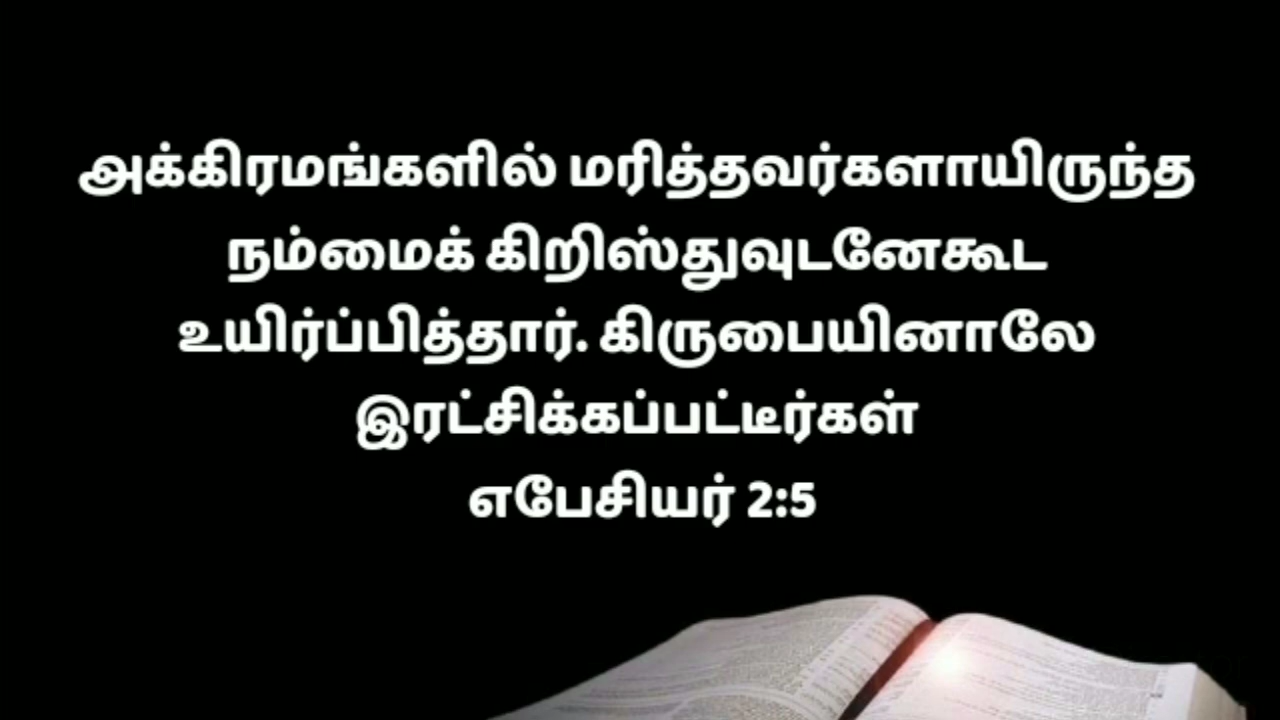 அக்கிரமங்களில் மரித்தவர்களாயிருந்த
நம்மைக் கிறிஸ்துவுடனேகூட
உயிர்ப்பித்தார். கிருபையினாலே
இரட்சிக்கப்பட்டீர்கள்
எபேசியர் 2:5